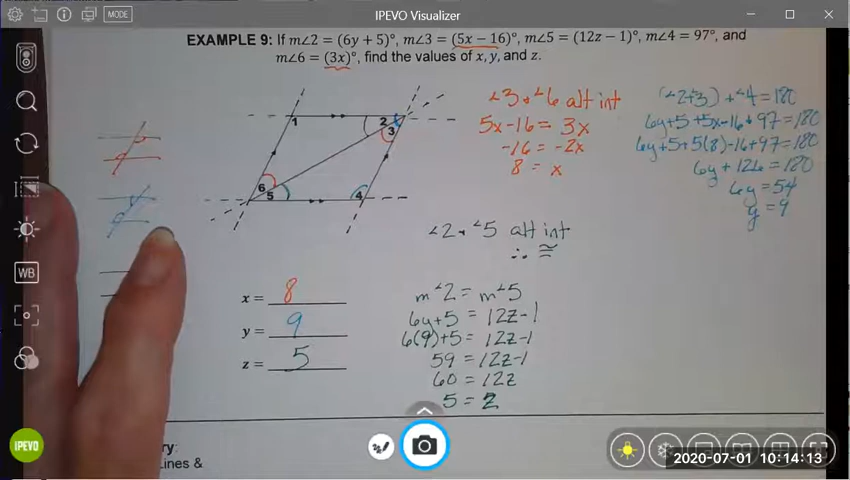 IPEVO Visualizer
MODE
EXAMPLE 9: If m∠2 = (6y + 5)°, m∠3 = (5x − 16)°, m∠5 = (12z − 1)°, m∠4 = 97°, and
m∠6 = (3x)°, find the values of x, y, and z.
1
2
3
6
5
4
∠3 + ∠6 alt int
5x-16 = 3x
-16 = -2x
8 = x
(∠2+3) + ∠4 = 180
6y+5+5x-16+97=180
6y+5+5(8)-16+97=180
6y + 126 = 180
6y = 54
y = 9
∠2 + ∠5 alt int
∴ ≅
x = 8
y = 9
z = 5
m∠2 = m∠5
6y+5 = 12z-1
6(9)+5 = 12z-1
59 = 12z-1
60 = 12z
5 = z
WB
IPEVO
ry:
ines &
2020-07-01 10:14:13